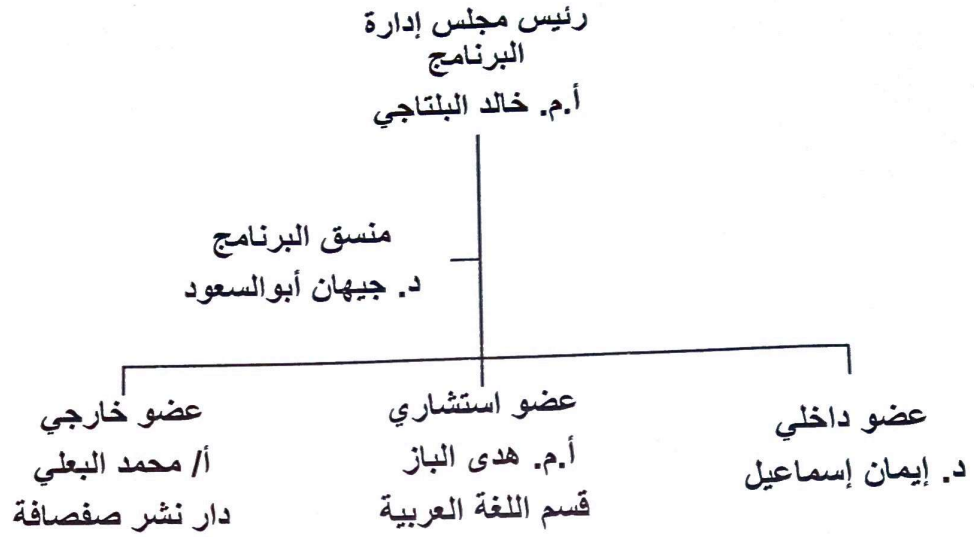 رئيس مجلس إدارة
البرنامج
أ.م. خالد البلتاجي
منسق البرنامج
د. جيهان أبوالسعود
عضو داخلي
د. إيمان إسماعيل
عضو استشاري
أ.م. هدى الباز
قسم اللغة العربية
عضو خارجي
أ/ محمد البعلي
دار نشر صفصافة